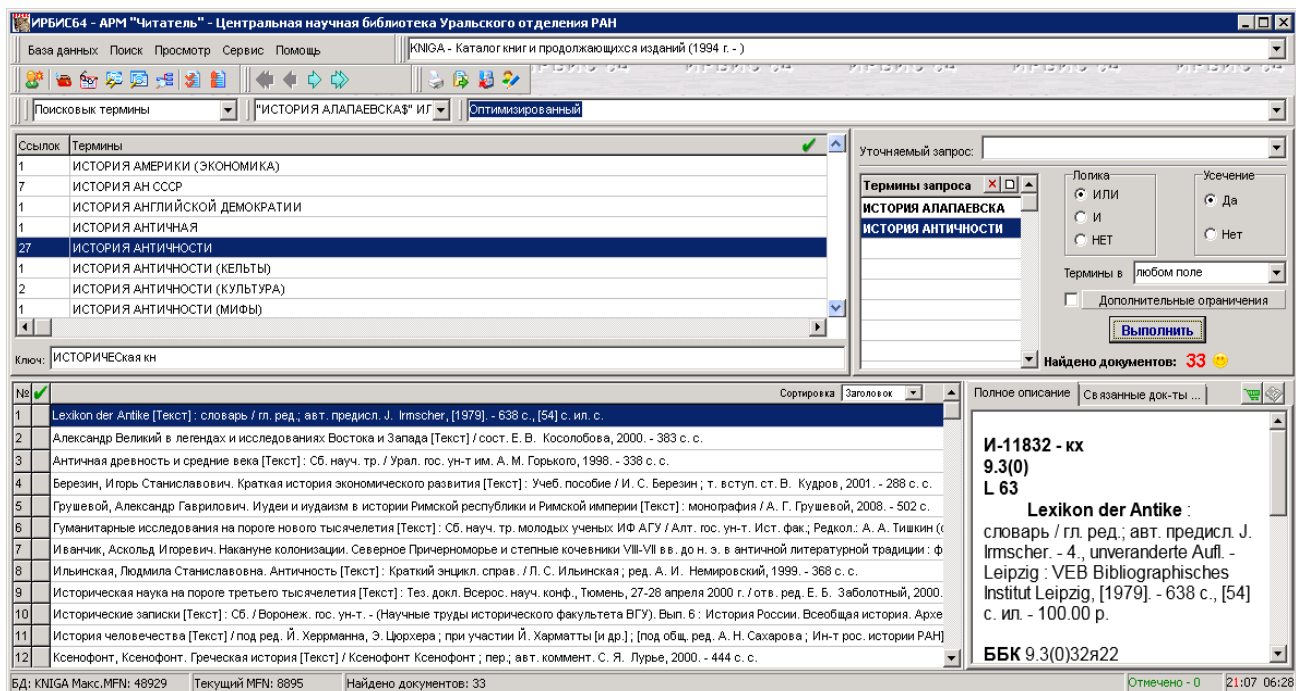 ИРБИС64 - АРМ "Читатель" - Центральная научная библиотека Уральского отделения РАН
База данных Поиск Просмотр Сервис Помощь
KNIGA - Каталог книг и продолжающихся изданий (1994 г. - )
Поисковык термины
"ИСТОРИЯ АЛАПАЕВСКА$" ИЛ
Оптимизированный
Ссылок Термины
1 ИСТОРИЯ АМЕРИКИ (ЭКОНОМИКА)
7 ИСТОРИЯ АН СССР
1 ИСТОРИЯ АНГЛИЙСКОЙ ДЕМОКРАТИИ
1 ИСТОРИЯ АНТИЧНАЯ
27 ИСТОРИЯ АНТИЧНОСТИ
1 ИСТОРИЯ АНТИЧНОСТИ (КЕЛЬТЫ)
2 ИСТОРИЯ АНТИЧНОСТИ (КУЛЬТУРА)
1 ИСТОРИЯ АНТИЧНОСТИ (МИФЫ)
Ключ: ИСТОРИЧЕСкая кн
Уточняемый запрос:
Термины запроса
ИСТОРИЯ АЛАПАЕВСКА
ИСТОРИЯ АНТИЧНОСТИ
Логика
ИЛИ
И
НЕТ
Усечение
Да
Нет
Термины в любом поле
Дополнительные ограничения
Выполнить
Найдено документов: 33
№ Сортировка Заголовок
1 Lexikon der Antike [Текст] : словарь / гл. ред.; авт. предисл. J. Irmscher, [1979]. - 638 с., [54] с. ил. с.
2 Александр Великий в легендах и исследованиях Востока и Запада [Текст] / сост. Е. В. Косолобова, 2000. - 383 с. с.
3 Античная древность и средние века [Текст] : Сб. науч. тр. / Урал. гос. ун-т им. А. М. Горького, 1998. - 338 с. с.
4 Березин, Игорь Станиславович. Краткая история экономического развития [Текст] : Учеб. пособие / И. С. Березин ; т. вступ. ст. В. Кудров, 2001. - 288 с. с.
5 Грушевой, Александр Гаврилович. Иудеи и иудаизм в истории Римской республики и Римской империи [Текст] : монография / А. Г. Грушевой, 2008. - 502 с.
6 Гуманитарные исследования на пороге нового тысячелетия [Текст] : Сб. науч. тр. молодых ученых ИФ АГУ / Алт. гос. ун-т. Ист. фак.; Редкол.: А. А. Тишкин (с
7 Иванчик, Аскольд Игоревич. Накануне колонизации. Северное Причерноморье и степные кочевники VIII-VII вв. до н. э. в античной литературной традиции : ф
8 Ильинская, Людмила Станиславовна. Античность [Текст] : Краткий энцикл. справ. / Л. С. Ильинская ; ред. А. И. Немировский, 1999. - 368 с. с.
9 Историческая наука на пороге третьего тысячелетия [Текст] : Тез. докл. Всерос. науч. конф., Тюмень, 27-28 апреля 2000 г. / отв. ред. Е. Б. Заболотный, 2000.
10 Исторические записки [Текст] : Сб. / Воронеж. гос. ун-т. - (Научные труды исторического факультета ВГУ). Вып. 6 : История России. Всеобщая история. Архе
11 История человечества [Текст] / под ред. Й. Херрманна, Э. Цюрхера ; при участии Й. Харматты [и др.] ; [под общ. ред. А. Н. Сахарова ; Ин-т рос. истории РАН]
12 Ксенофонт, Ксенофонт. Греческая история [Текст] / Ксенофонт Ксенофонт ; пер.; авт. коммент. С. Я. Лурье, 2000. - 444 с. с.
Полное описание Связанные док-ты ...
И-11832 - кх
9.3(0)
L 63
Lexikon der Antike :
словарь / гл. ред.; авт. предисл. J.
Irmscher. - 4., unveranderte Aufl. -
Leipzig : VEB Bibliographisches
Institut Leipzig, [1979]. - 638 с., [54]
с. ил. - 100.00 р.
ББК 9.3(0)32я22
БД: KNIGA Макс.MFN: 48929 Текущий MFN: 8895 Найдено документов: 33 Отмечено - 0 21:07 06:28